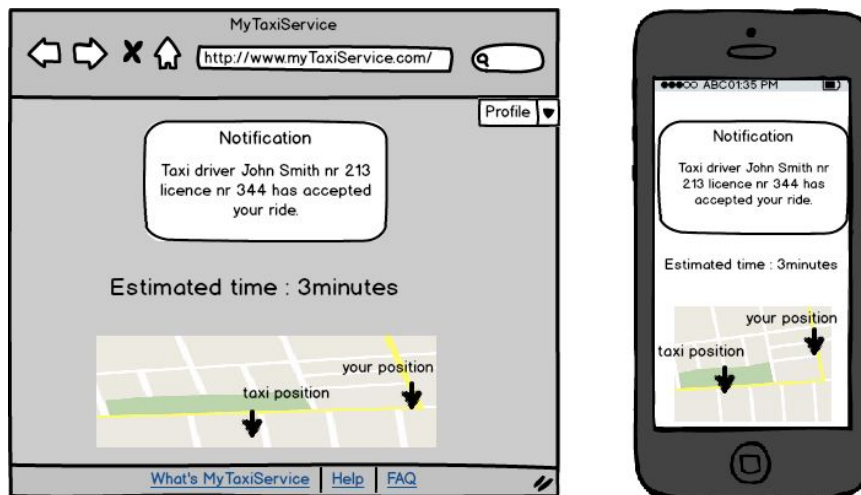 MyTaxiService
http://www.myTaxiService.com/
Profile
Notification
Taxi driver John Smith nr 213
licence nr 344 has accepted
your ride.
Estimated time : 3minutes
your position
taxi position
What's MyTaxiService
Help
FAQ
ABC01:35 PM
Notification
Taxi driver John Smith nr
213 licence nr 344 has
accepted your ride.
Estimated time : 3minutes
your position
taxi position